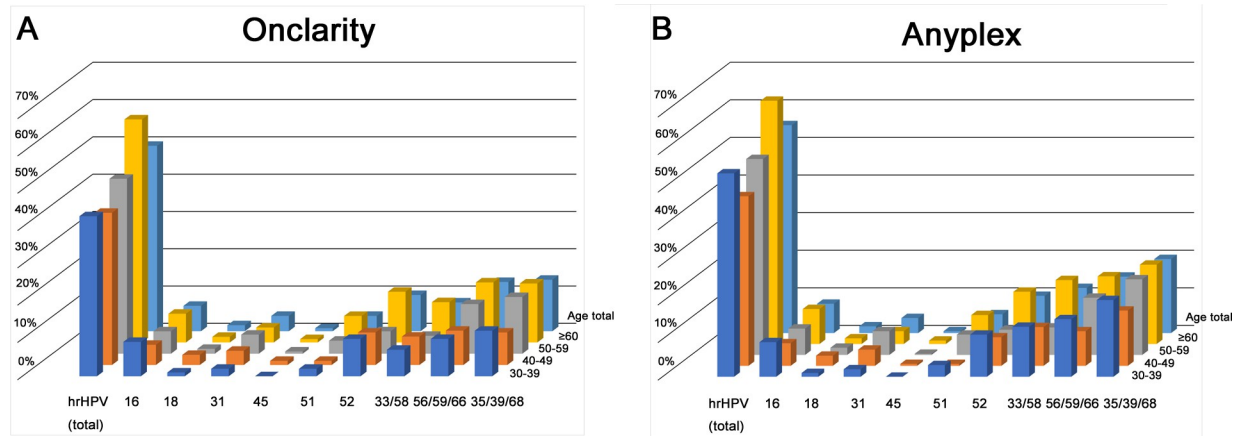 A
Onclarity
70%
60%
50%
40%
30%
20%
10%
0%
Age total
≥60
50-59
40-49
30-39
hrHPV 16 18 31 45 51 52 33/58 56/59/66 35/39/68
(total)
B
Anyplex
70%
60%
50%
40%
30%
20%
10%
0%
Age total
≥60
50-59
40-49
30-39
hrHPV 16 18 31 45 51 52 33/58 56/59/66 35/39/68
(total)